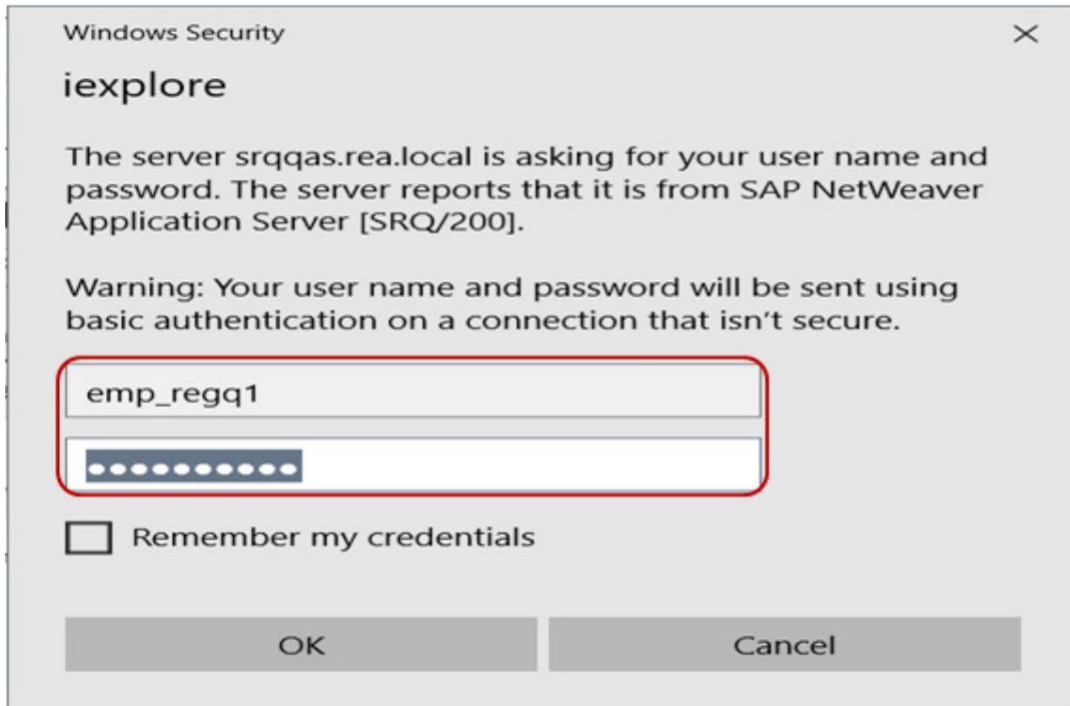 Windows Security
iexplore
The server srqqas.rea.local is asking for your user name and
password. The server reports that it is from SAP NetWeaver
Application Server [SRQ/200].
Warning: Your user name and password will be sent using
basic authentication on a connection that isn't secure.
emp_regq1
●●●●●●●●●●
Remember my credentials
OK
Cancel